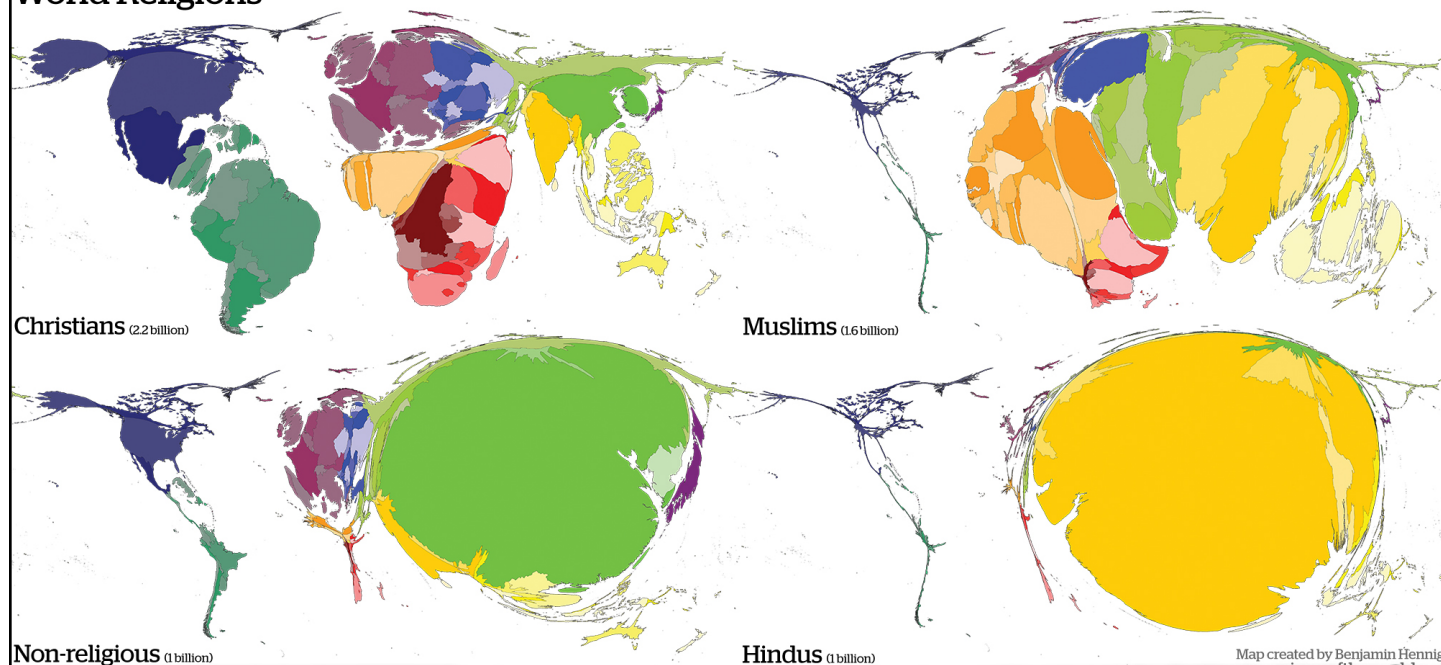 World Religions
Christians (2.2 billion)
Muslims (1.6 billion)
Non-religious (1 billion)
Hindus (1 billion)
Map created by Benjamin Hennig